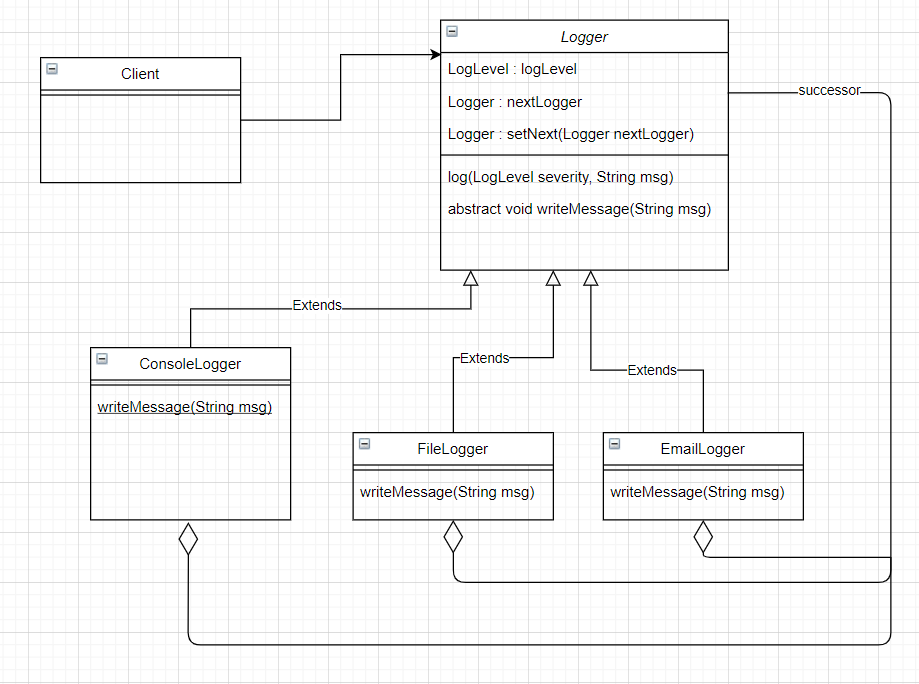 Logger
Client
LogLevel : logLevel
Logger : nextLogger
Logger : setNext(Logger nextLogger)
successor
log(LogLevel severity, String msg)
abstract void writeMessage(String msg)
Extends
Extends
Extends
ConsoleLogger
writeMessage(String msg)
FileLogger
writeMessage(String msg)
EmailLogger
writeMessage(String msg)